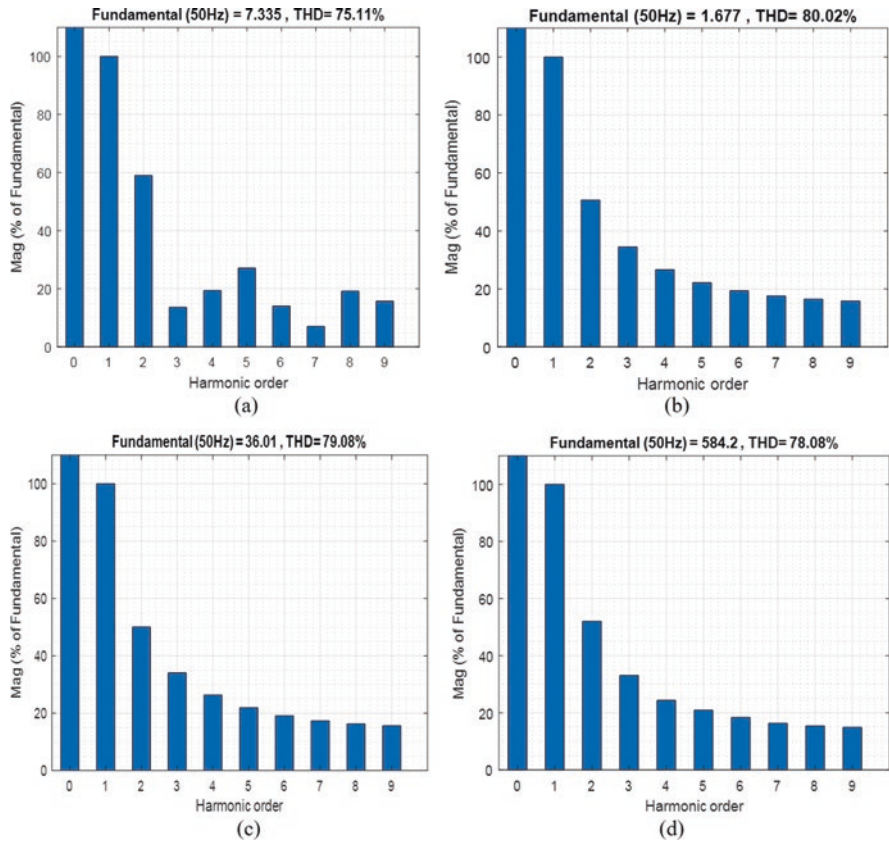 Fundamental (50Hz) = 7.335 , THD= 75.11%
Mag (% of Fundamental)
100
80
60
40
20
0
0 1 2 3 4 5 6 7 8 9
Harmonic order
(a)
Fundamental (50Hz) = 1.677 , THD= 80.02%
Mag (% of Fundamental)
100
80
60
40
20
0
0 1 2 3 4 5 6 7 8 9
Harmonic order
(b)
Fundamental (50Hz) = 36.01 , THD= 79.08%
Mag (% of Fundamental)
100
80
60
40
20
0
0 1 2 3 4 5 6 7 8 9
Harmonic order
(c)
Fundamental (50Hz) = 584.2 , THD= 78.08%
Mag (% of Fundamental)
100
80
60
40
20
0
0 1 2 3 4 5 6 7 8 9
Harmonic order
(d)